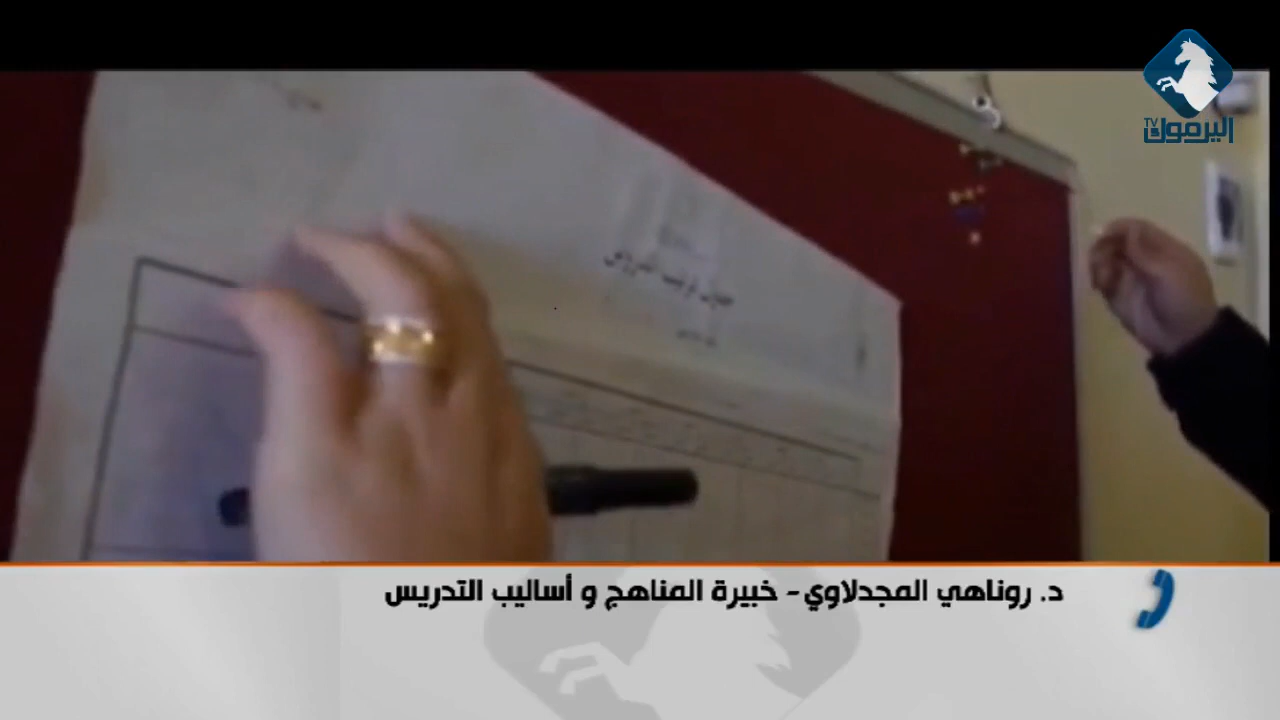 اليرموك
TV
د. روناهي المجدلاوي - خبيرة المناهج و أساليب التدريس